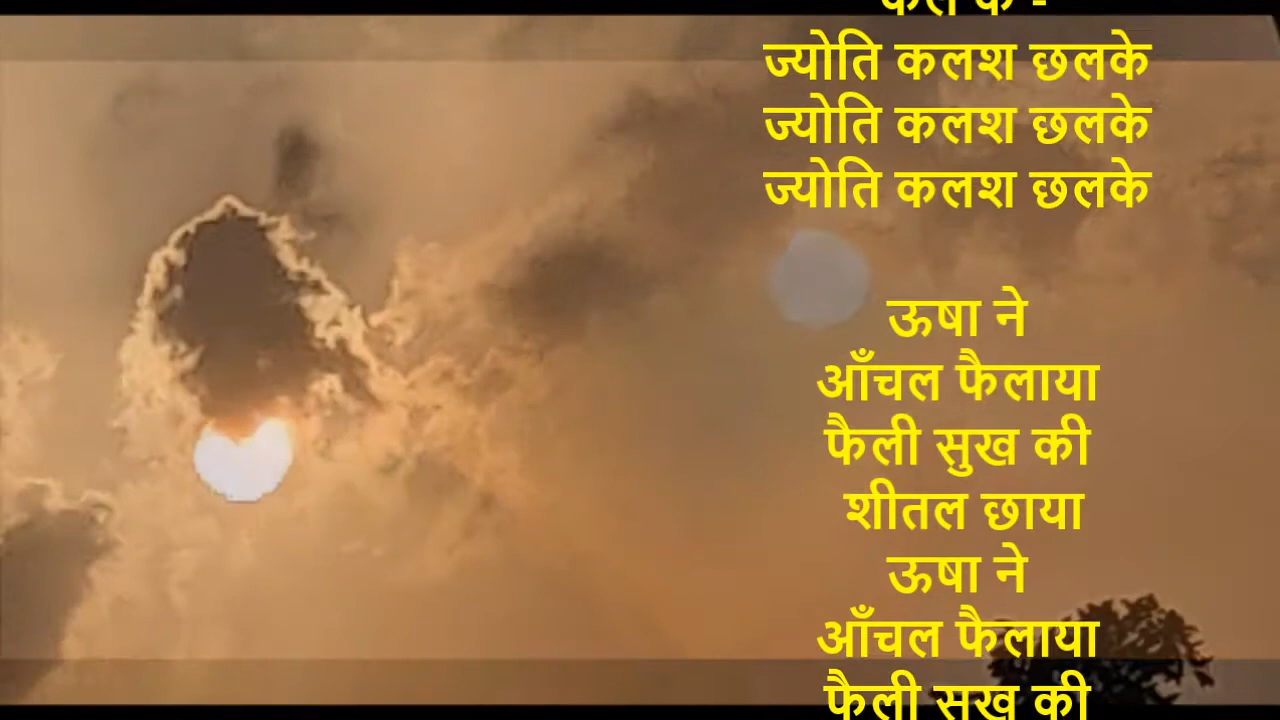 ज्योति कलश छलके
ज्योति कलश छलके
ज्योति कलश छलके
ऊषा ने
आँचल फैलाया
फैली सुख की
शीतल छाया
ऊषा ने
आँचल फैलाया
फैली सुख की